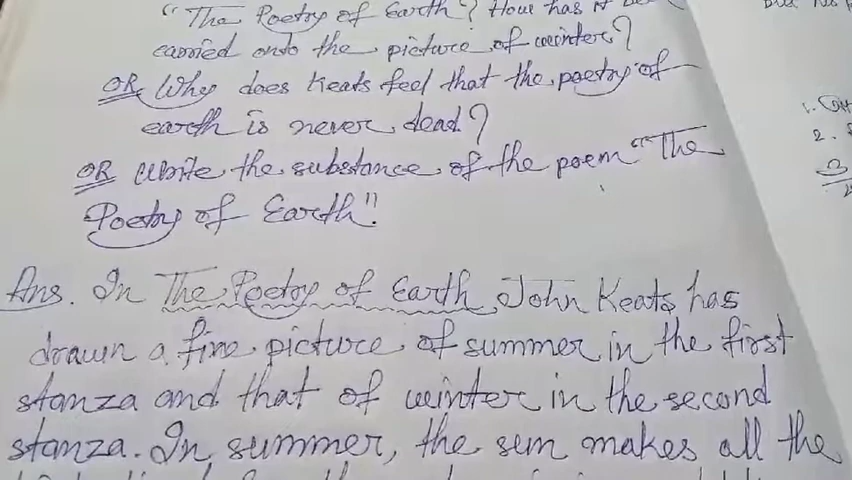 "The Poetry of Earth? How has it
carried onto the picture of winter?
OR Why does Keats feel that the poetry of
earth is never dead?
OR Write the substance of the poem "The
Poetry of Earth".
Ans. In The Poetry of Earth, John Keats has
drawn a fine picture of summer in the first
stanza and that of winter in the second
stanza. In summer, the sun makes all the
1.
2.
3